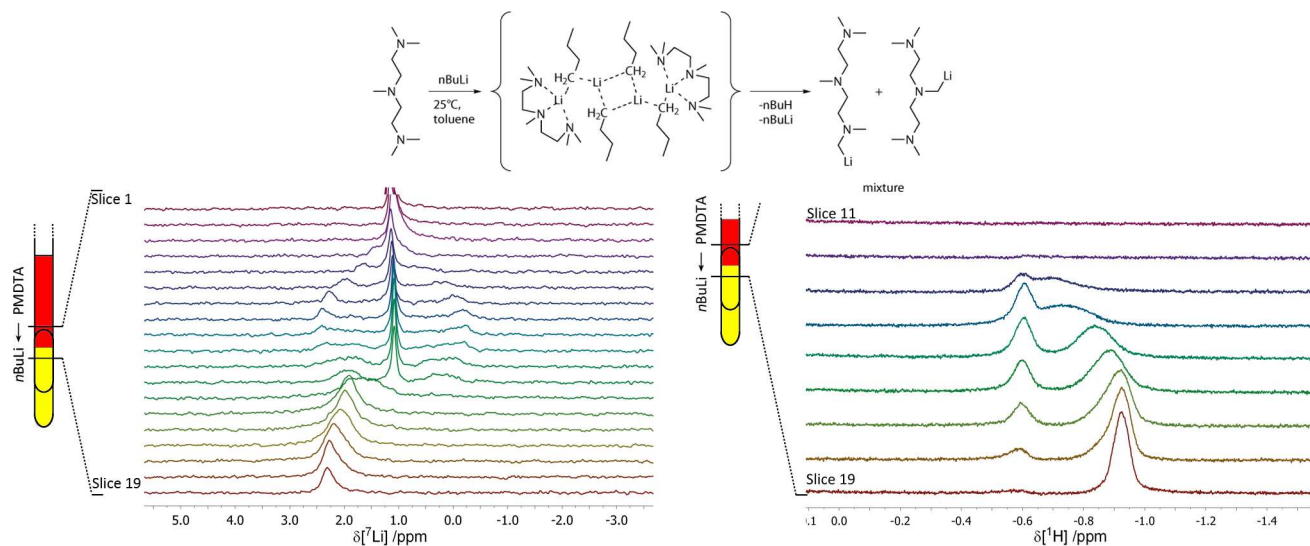 nBuLi
25°C,
toluene
N
N
N
N
N
N
Li
H₂C
Li
CH₂
H₂C
Li
CH₂
Li
N
N
N
-nBuH
-nBuLi
N
N
N
Li
+
N
N
N
Li
mixture
Slice 1
Slice 19
nBuLi ← PMDTA
5.0 4.0 3.0 2.0 1.0 0.0 -1.0 -2.0 -3.0
δ[⁷Li] /ppm
Slice 11
Slice 19
nBuLi ← PMDTA
0.1 0.0 -0.2 -0.4 -0.6 -0.8 -1.0 -1.2 -1.4
δ[¹H] /ppm